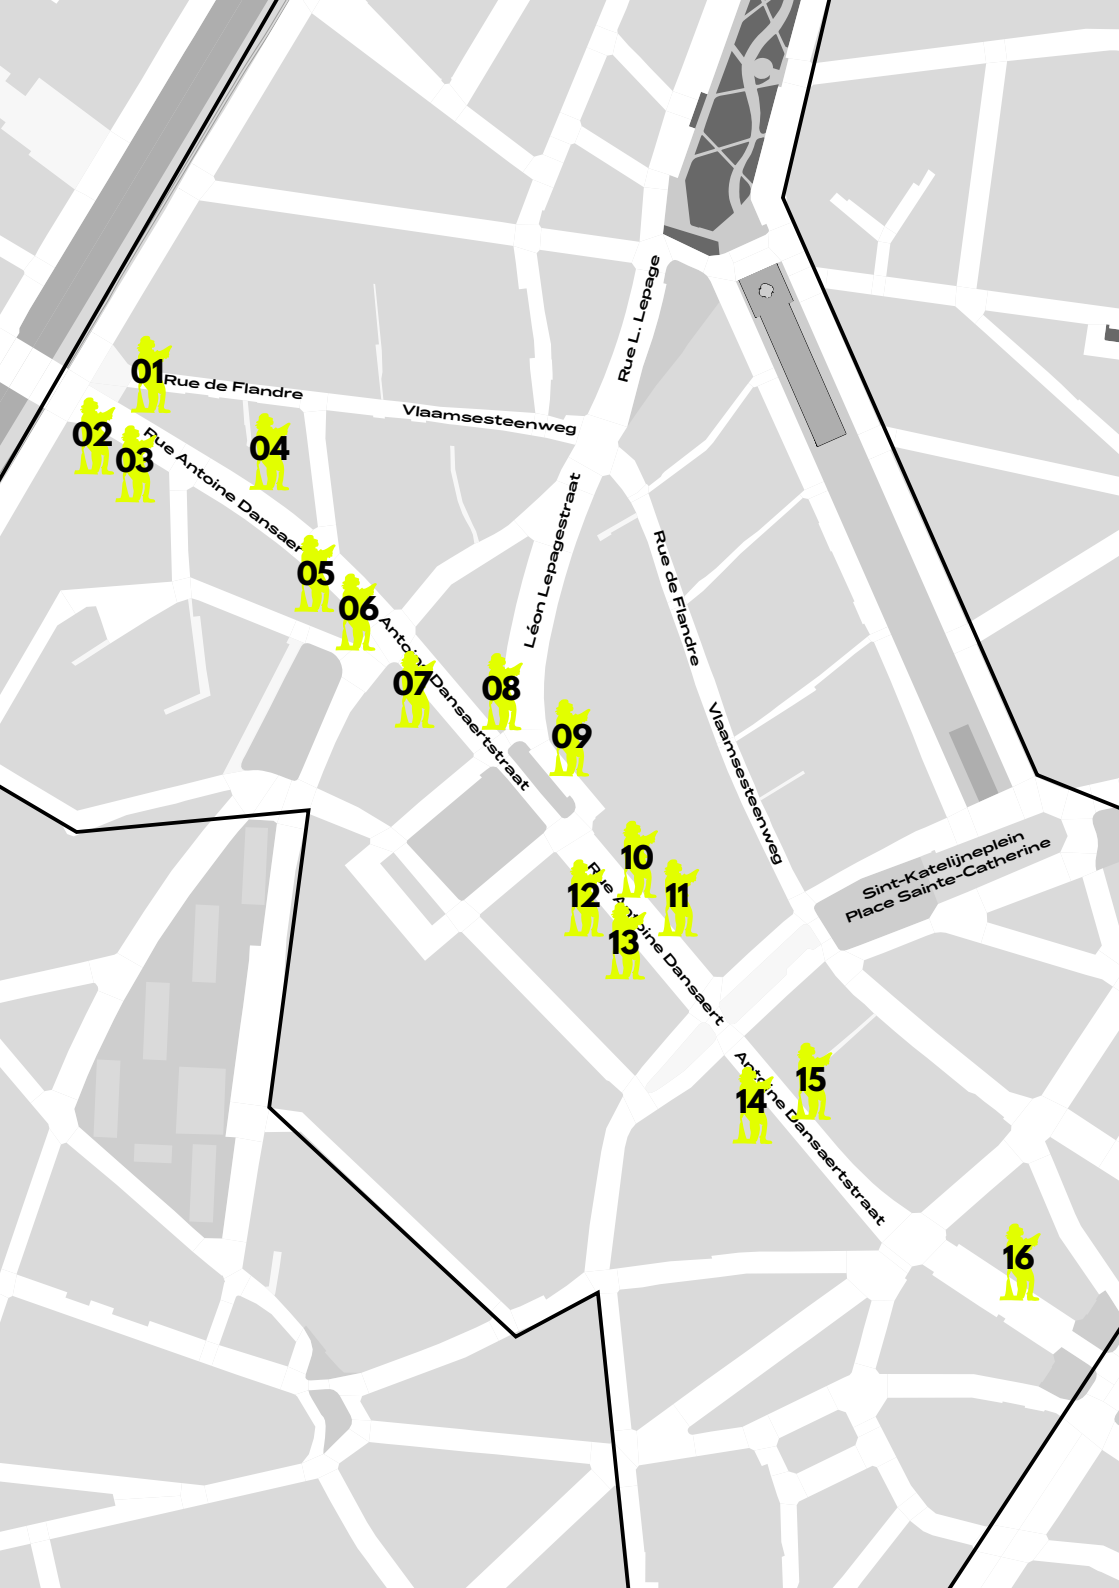 Rue L. Lepage
01
Rue de Flandre
Vlaamsesteenweg
02
03
04
Rue Antoine Dansaer
Léon Lepagestraat
05
06
Rue de Flandre
Antoine Dansaertstraat
07
08
09
Vlaamsesteenweg
10
11
12
13
Rue Antoine Dansaert
Sint-Katelijneplein
Place Sainte-Catherine
14
15
Antoine Dansaertstraat
16